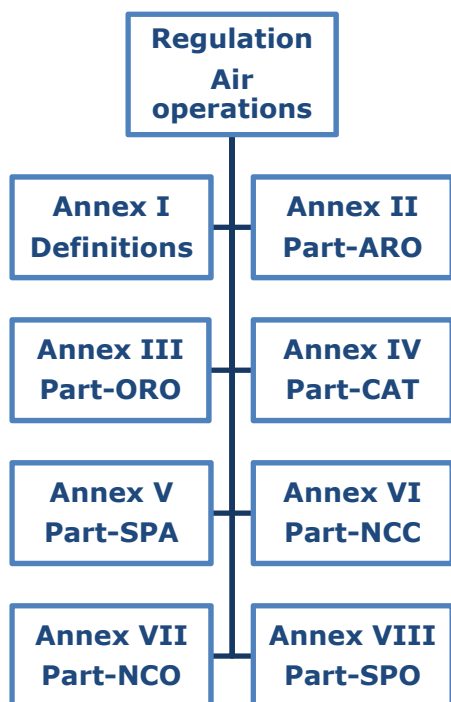 Regulation
Air
operations
Annex I
Definitions
Annex II
Part-ARO
Annex III
Part-ORO
Annex IV
Part-CAT
Annex V
Part-SPA
Annex VI
Part-NCC
Annex VII
Part-NCO
Annex VIII
Part-SPO